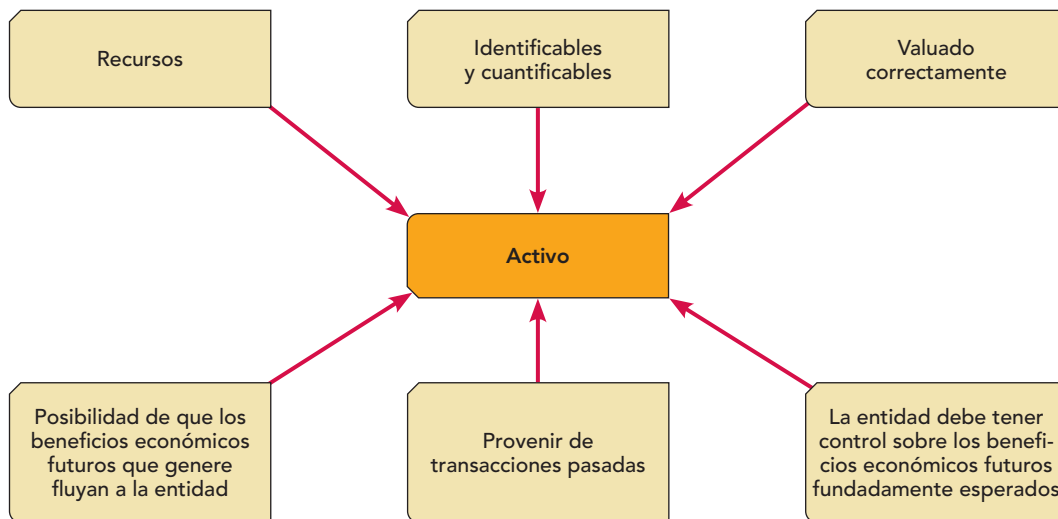 Recursos
Identificables
y cuantificables
Valuado
correctamente
Activo
Posibilidad de que los
beneficios económicos
futuros que genere
fluyan a la entidad
Provenir de
transacciones pasadas
La entidad debe tener
control sobre los benefi-
cios económicos futuros
fundadamente esperados